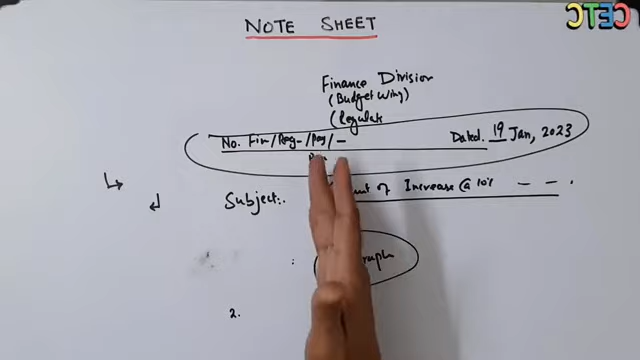 NOTE SHEET
CETC
Finance Division
(Budget Wing)
(Regulate
No. Fin/Reg-/Pay/- Dated. 19 Jan, 2023
Subject:. of Increase @ 10% - - .
2.